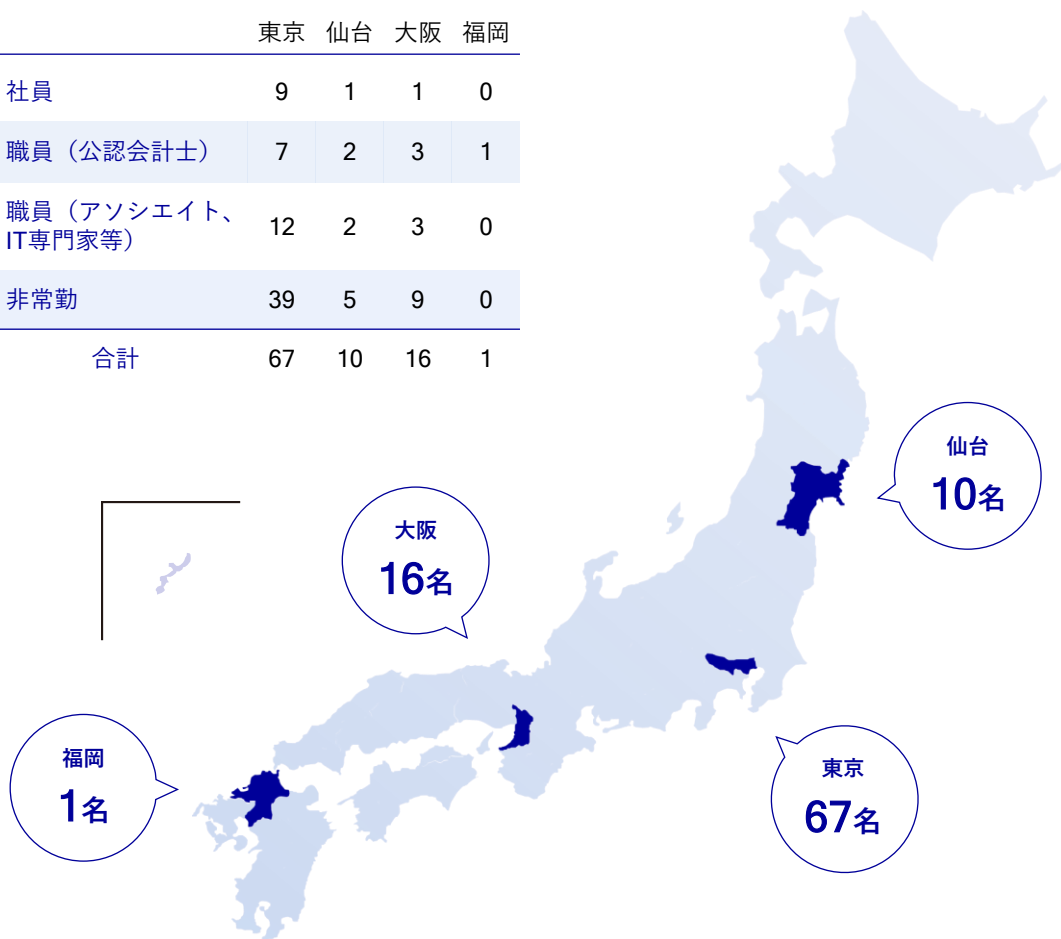 東京 仙台 大阪 福岡
社員 9 1 1 0
職員（公認会計士） 7 2 3 1
職員（アソシエイト、
IT専門家等） 12 2 3 0
非常勤 39 5 9 0
合計 67 10 16 1
仙台
10名
大阪
16名
福岡
1名
東京
67名